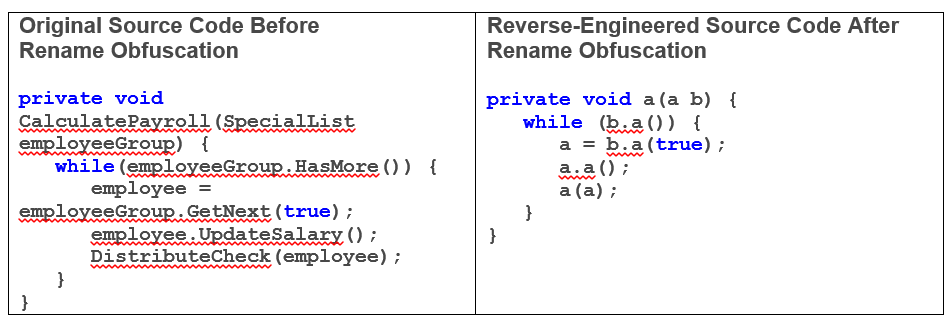 Original Source Code Before
Rename Obfuscation
private void
CalculatePayroll(SpecialList
employeeGroup) {
while(employeeGroup.HasMore()) {
employee =
employeeGroup.GetNext(true);
employee.UpdateSalary();
DistributeCheck(employee);
}
}
Reverse-Engineered Source Code After
Rename Obfuscation
private void a(a b) {
while (b.a()) {
a = b.a(true);
a.a();
a(a);
}
}